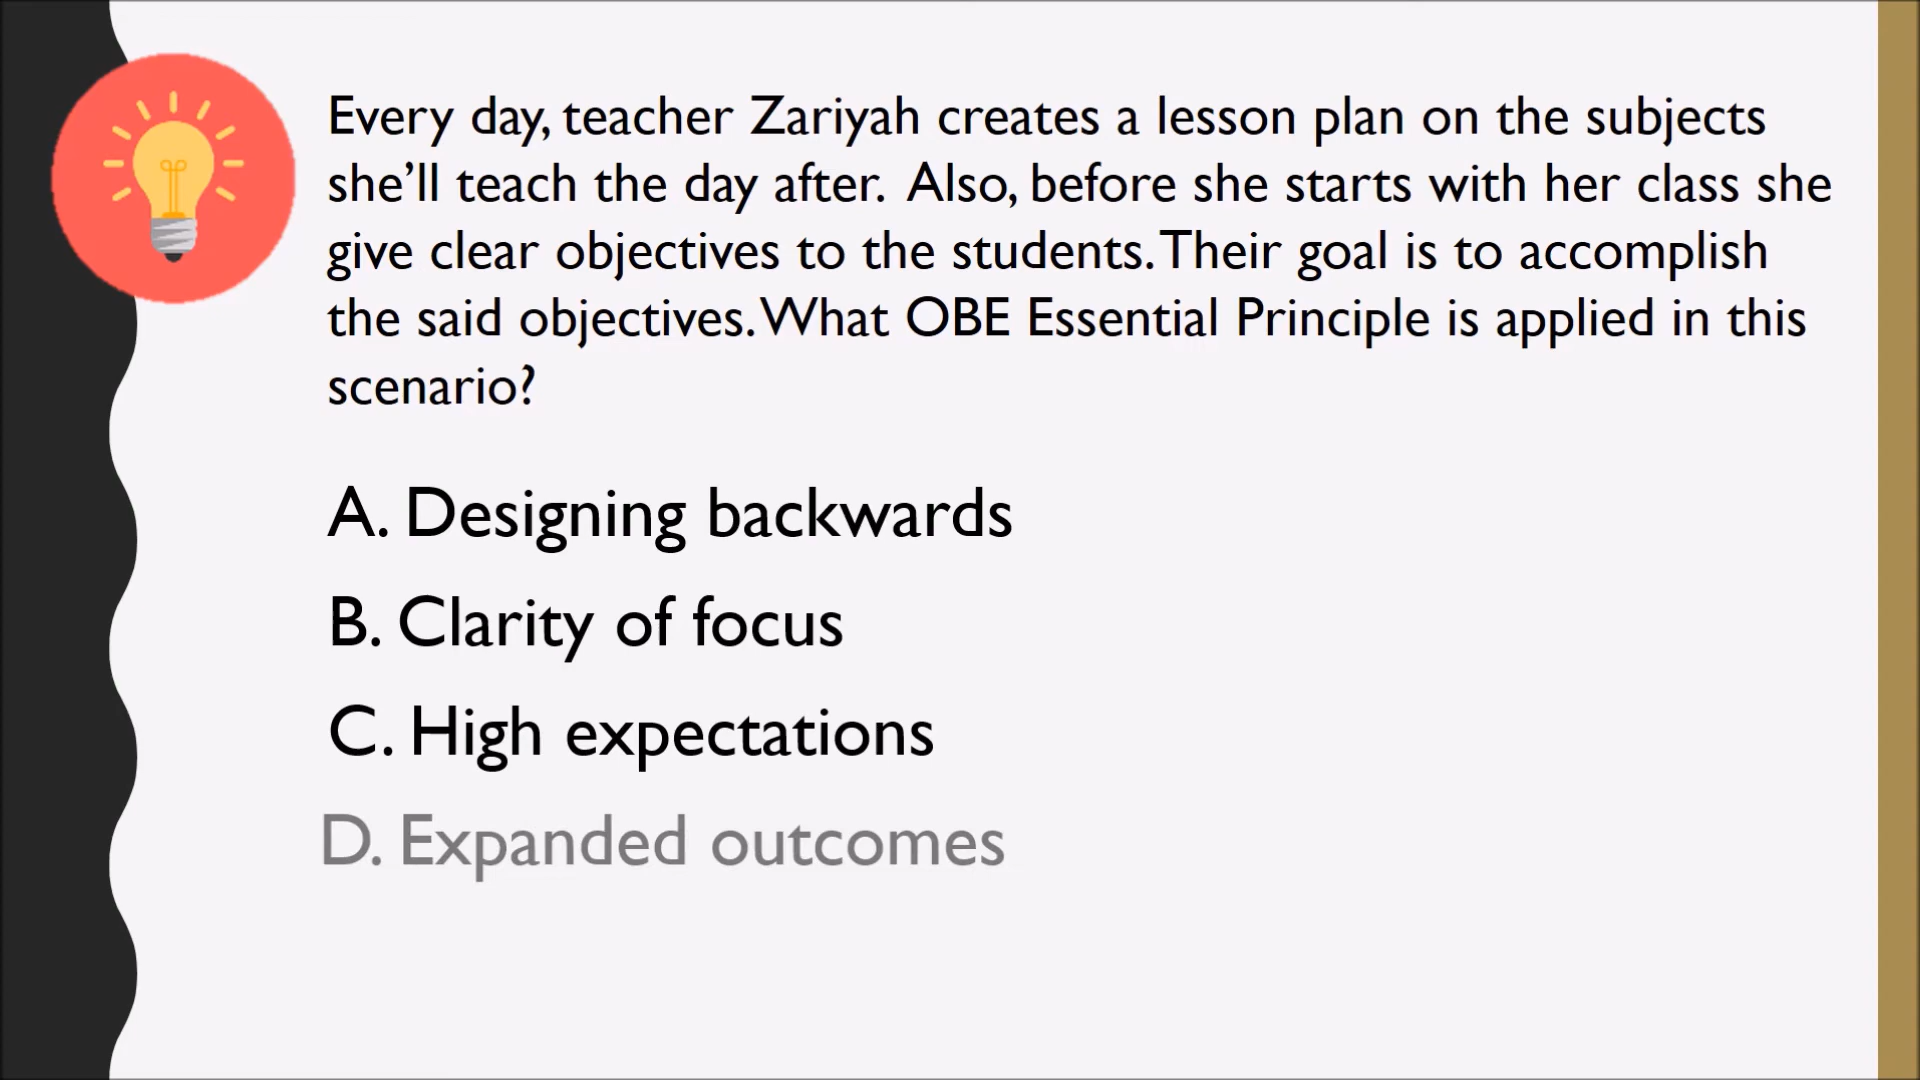 Every day, teacher Zariyah creates a lesson plan on the subjects
she’ll teach the day after. Also, before she starts with her class she
give clear objectives to the students. Their goal is to accomplish
the said objectives. What OBE Essential Principle is applied in this
scenario?
A. Designing backwards
B. Clarity of focus
C. High expectations
D. Expanded outcomes